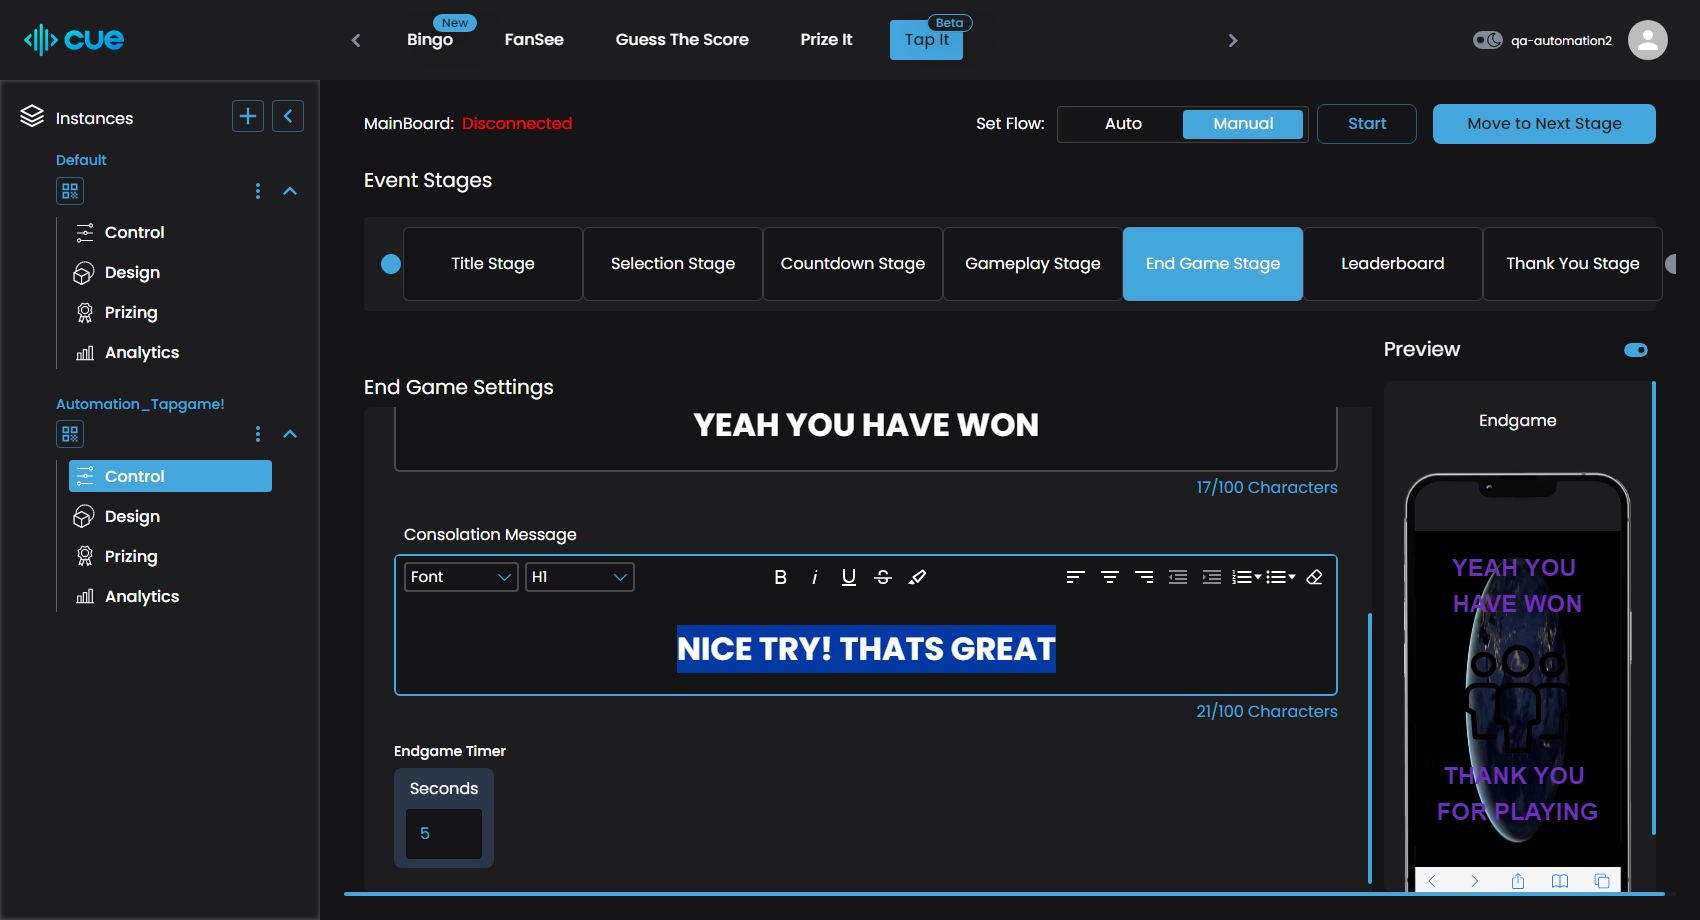 cue
Bingo
New
FanSee
Guess The Score
Prize It
Tap It
Beta
qa-automation2
Instances
Default
Control
Design
Prizing
Analytics
Automation_Tapgame!
Control
Design
Prizing
Analytics
MainBoard: Disconnected
Set Flow:
Auto
Manual
Start
Move to Next Stage
Event Stages
Title Stage
Selection Stage
Countdown Stage
Gameplay Stage
End Game Stage
Leaderboard
Thank You Stage
End Game Settings
YEAH YOU HAVE WON
17/100 Characters
Consolation Message
Font
H1
B
i
U
S
NICE TRY! THATS GREAT
21/100 Characters
Endgame Timer
Seconds
5
Preview
Endgame
YEAH YOU
HAVE WON
THANK YOU
FOR PLAYING